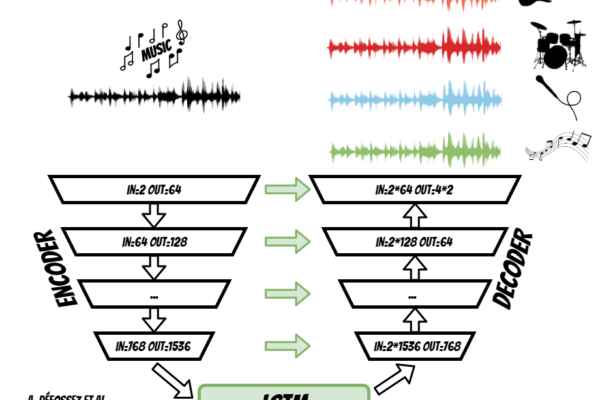 MUSIC
IN=2 OUT=64
IN=2*64 OUT=4*2
IN=64 OUT=128
IN=2*128 OUT=64
ENCODER
DECODER
...
...
IN=768 OUT=1536
IN=2*1536 OUT=768
LSTM
A. DÉFOSSEZ ET AL